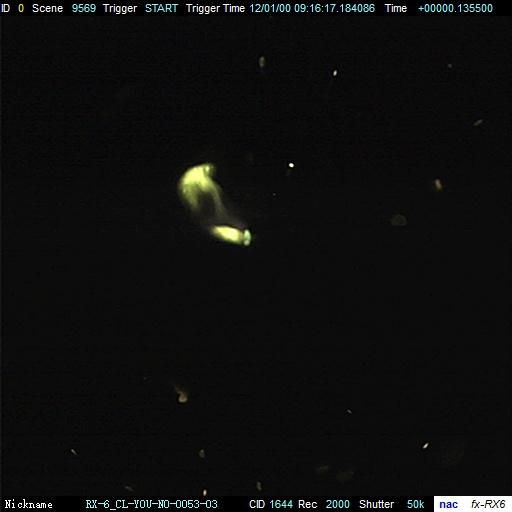 ID 0 Scene 9569 Trigger START Trigger Time 12/01/00 09:16:17.184086 Time +00000.135500
Nickname RX-6_CL-YOU-NO-0053-03 CID 1644 Rec 2000 Shutter 50k nac fx-RX6